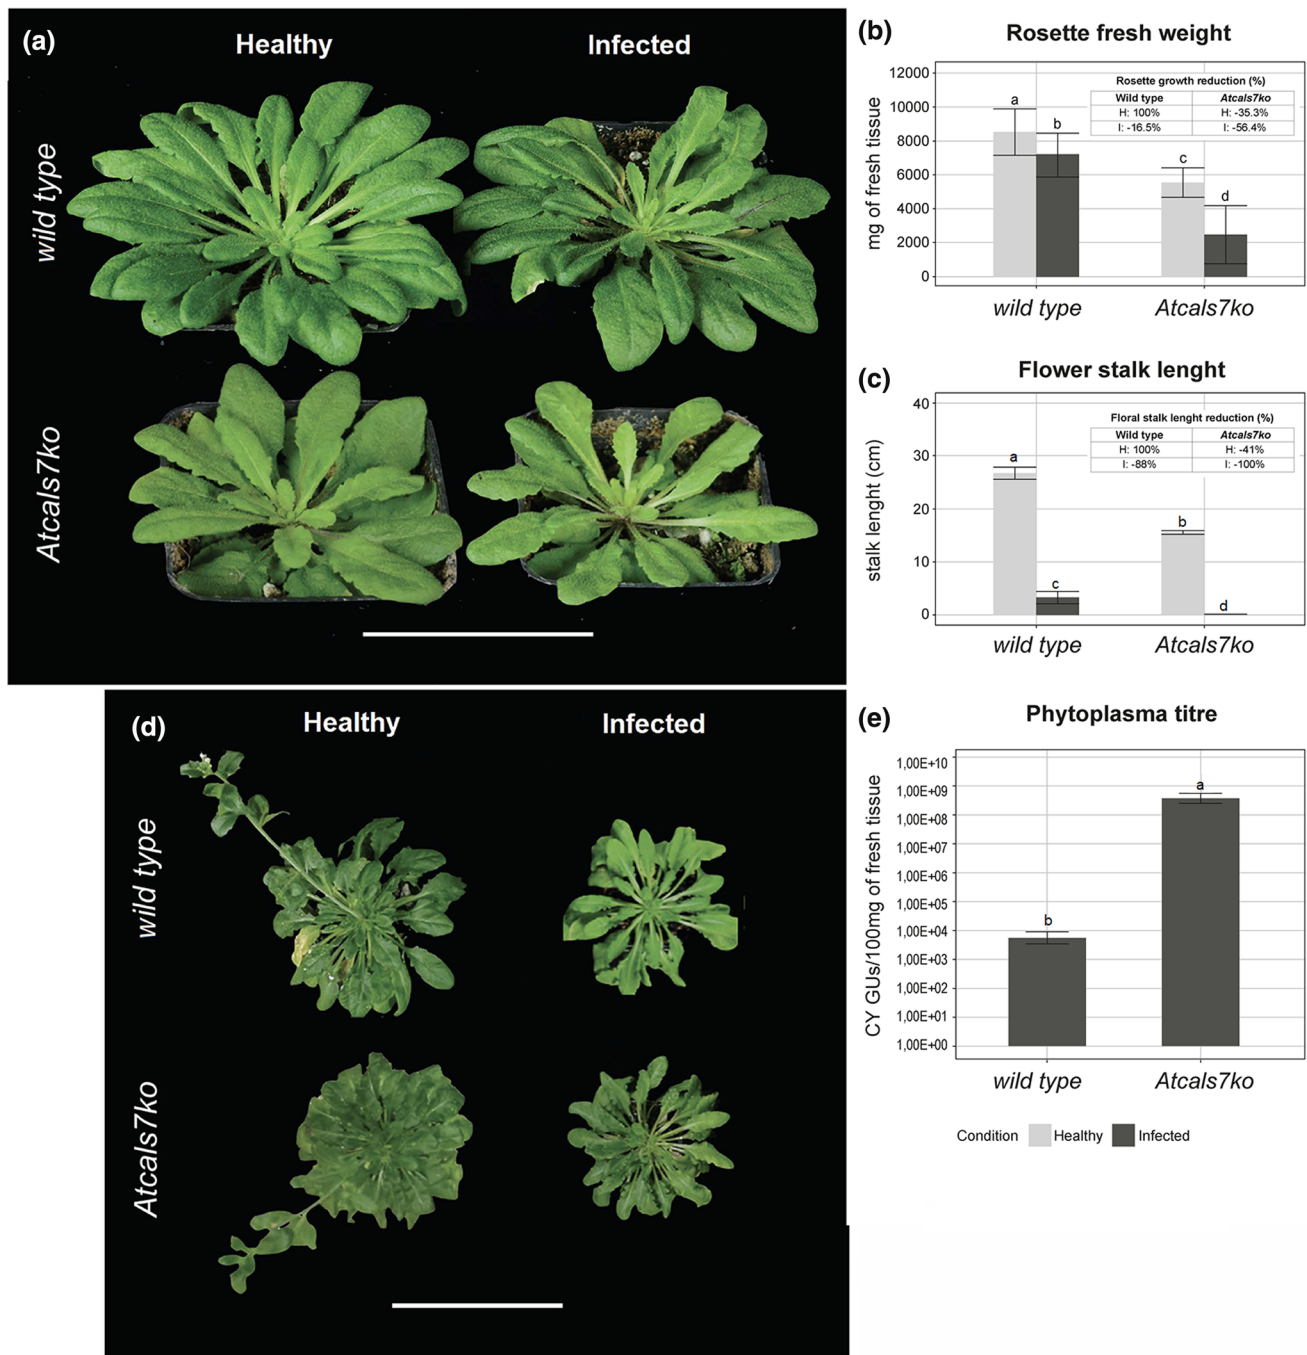 (a)
Healthy Infected
wild type
Atcals7ko
(b) Rosette fresh weight
mg of fresh tissue
12000
10000
8000
6000
4000
2000
0
Rosette growth reduction (%)
Wild type Atcals7ko
H: 100% H: -35.3%
I: -16.5% I: -56.4%
a
b
c
d
wild type Atcals7ko
(c) Flower stalk lenght
stalk lenght (cm)
40
30
20
10
0
Floral stalk lenght reduction (%)
Wild type Atcals7ko
H: 100% H: -41%
I: -88% I: -100%
a
b
c
d
wild type Atcals7ko
(d)
Healthy Infected
wild type
Atcals7ko
(e) Phytoplasma titre
CY GUs/100mg of fresh tissue
1,00E+10
1,00E+09
1,00E+08
1,00E+07
1,00E+06
1,00E+05
1,00E+04
1,00E+03
1,00E+02
1,00E+01
1,00E+00
a
b
wild type Atcals7ko
Condition Healthy Infected